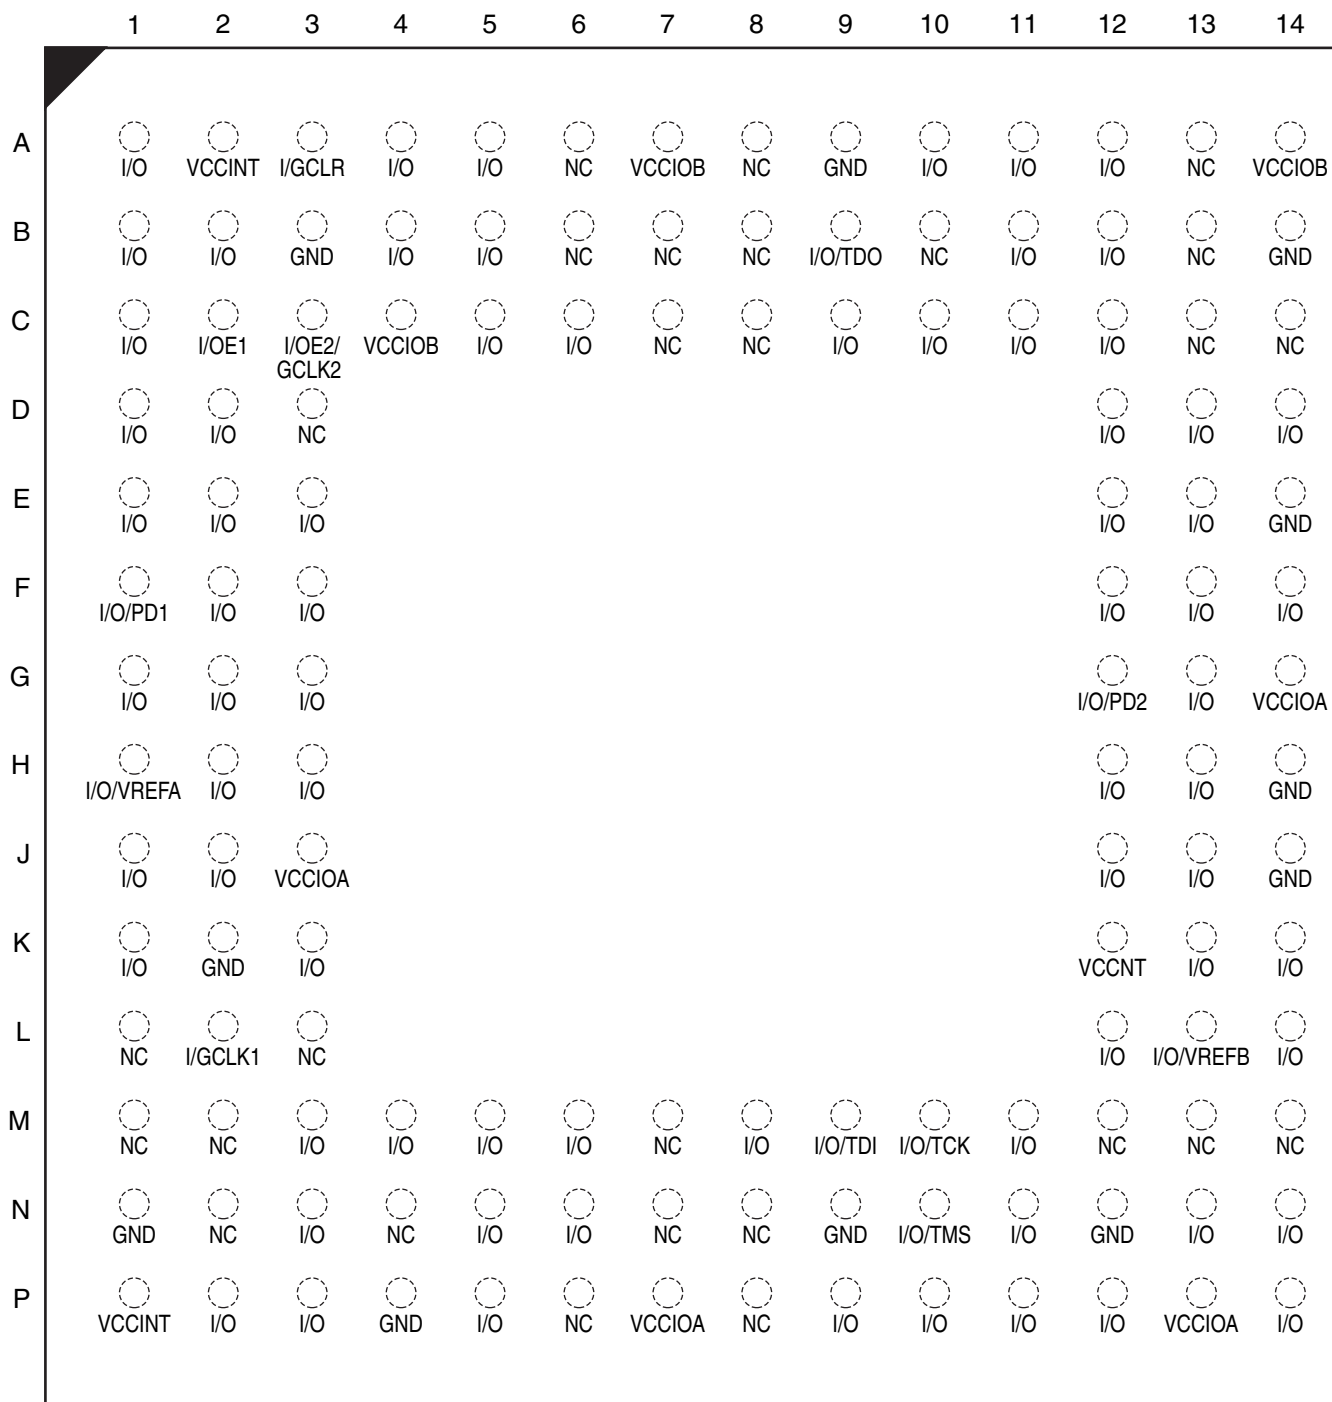 1 2 3 4 5 6 7 8 9 10 11 12 13 14
A
I/O VCCINT I/GCLR I/O I/O NC VCCIOB NC GND I/O I/O I/O NC VCCIOB
B
I/O I/O GND I/O I/O NC NC NC I/O/TDO NC I/O I/O NC GND
C
I/O I/OE1 I/OE2/ VCCIOB I/O I/O NC NC I/O I/O I/O I/O NC NC
GCLK2
D
I/O I/O NC I/O I/O I/O
E
I/O I/O I/O I/O I/O GND
F
I/O/PD1 I/O I/O I/O I/O I/O
G
I/O I/O I/O I/O/PD2 I/O VCCIOA
H
I/O/VREFA I/O I/O I/O I/O GND
J
I/O I/O VCCIOA I/O I/O GND
K
I/O GND I/O VCCNT I/O I/O
L
NC I/GCLK1 NC I/O I/O/VREFB I/O
M
NC NC I/O I/O I/O I/O NC I/O I/O/TDI I/O/TCK I/O NC NC NC
N
GND NC I/O NC I/O I/O NC NC GND I/O/TMS I/O GND I/O I/O
P
VCCINT I/O I/O GND I/O NC VCCIOA NC I/O I/O I/O I/O VCCIOA I/O